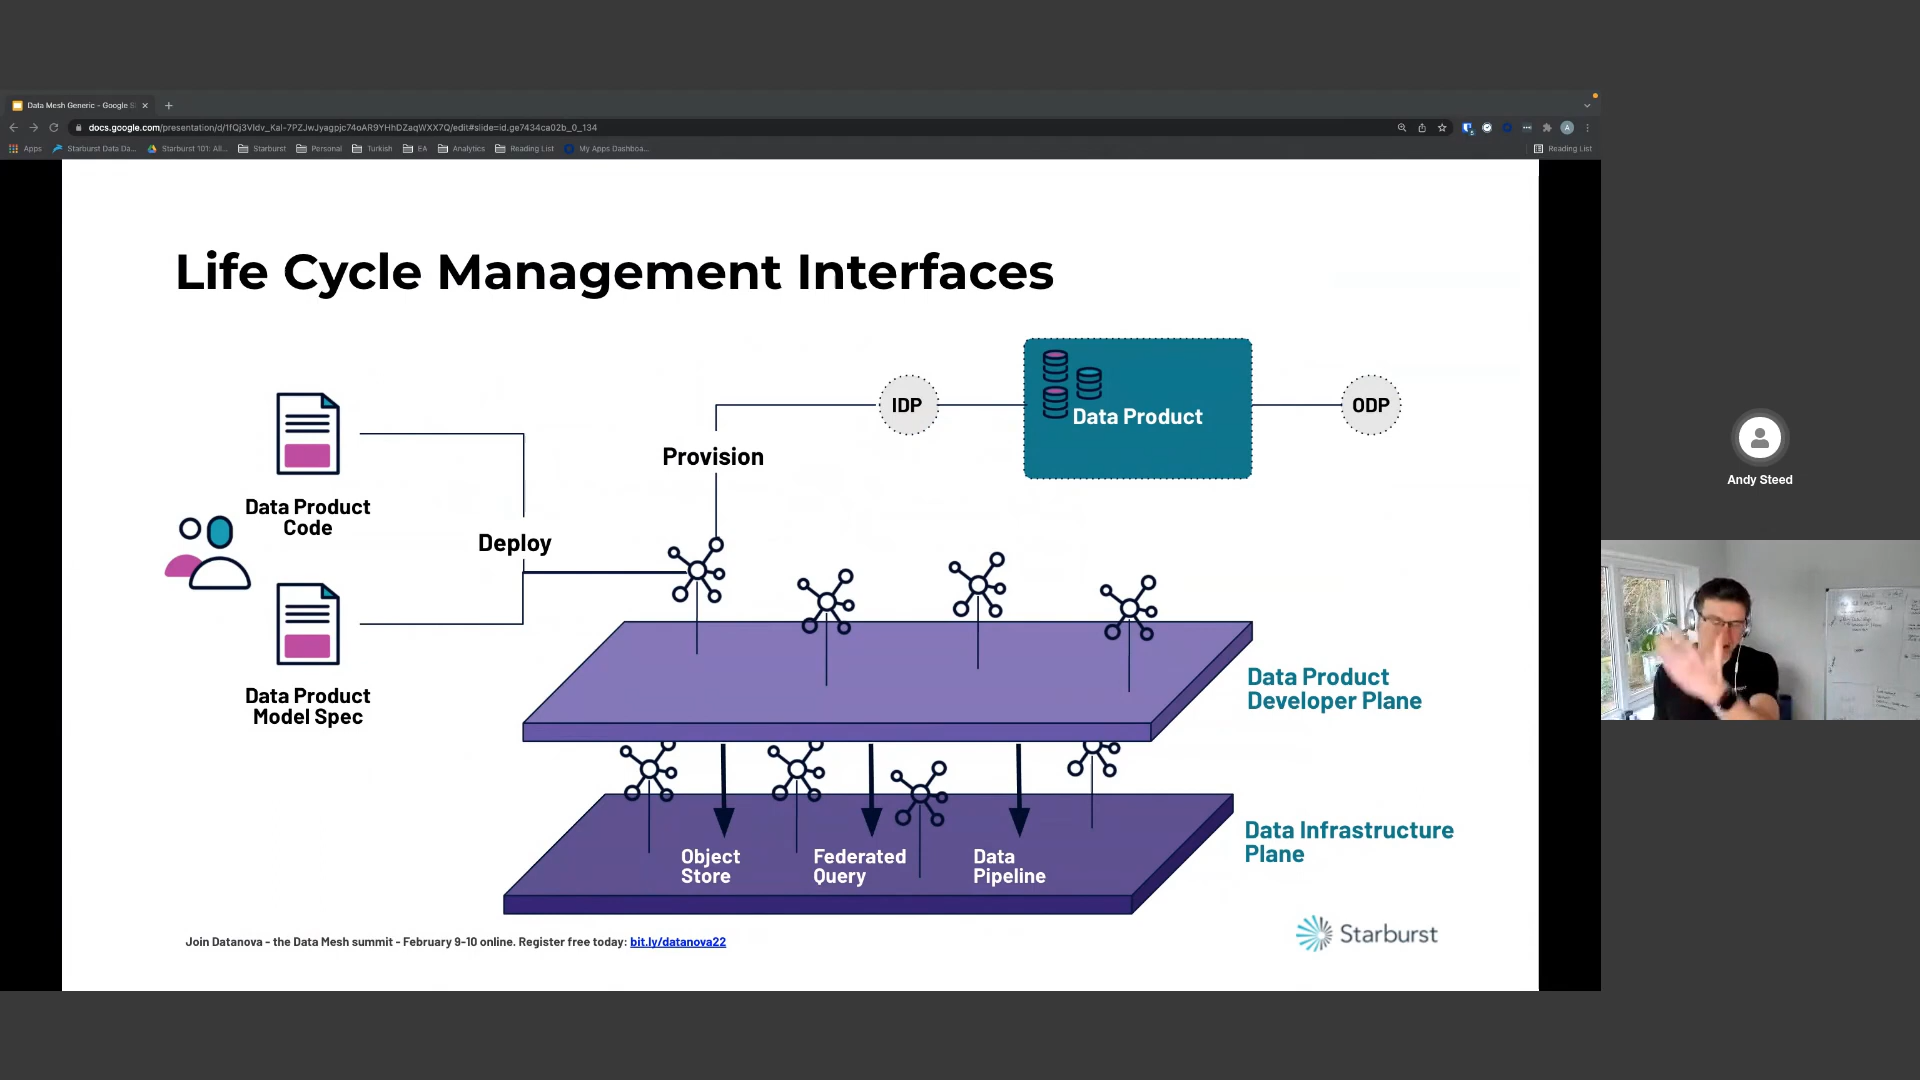 Data Mesh Generic - Google S
docs.google.com/presentation/d/1fQj3VIdv_KaI-7PZJwJyagpjc74oAR9YHhDZaqWXX7Q/edit#slide=id.ge7434ca02b_0_134
Apps Starburst Data Da... Starburst 101: All... Starburst Personal Turkish EA Analytics Reading List My Apps Dashboa... Reading List
Life Cycle Management Interfaces
Data Product
Code
Data Product
Model Spec
Deploy
Provision
IDP
Data Product
ODP
Data Product
Developer Plane
Object
Store
Federated
Query
Data
Pipeline
Data Infrastructure
Plane
Join Datanova - the Data Mesh summit - February 9-10 online. Register free today: bit.ly/datanova22
Starburst
Andy Steed